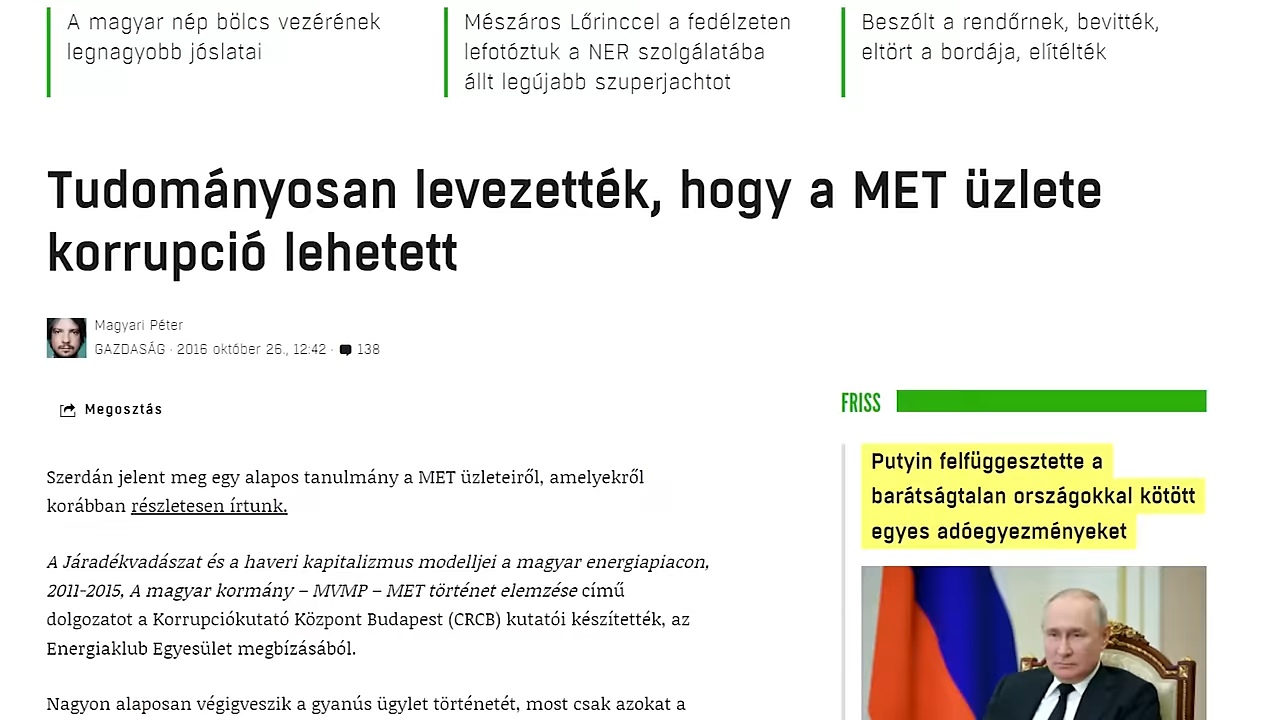 A magyar nép bölcs vezérének
legnagyobb jóslatai
Mészáros Lőrinccel a fedélzeten
lefotóztuk a NER szolgálatába
állt legújabb szuperjachtot
Beszólt a rendőrnek, bevitték,
eltört a bordája, elítélték
Tudományosan levezették, hogy a MET üzlete
korrupció lehetett
Magyari Péter
GAZDASÁG · 2016 október 26., 12:42 · 138
Megosztás
Szerdán jelent meg egy alapos tanulmány a MET üzleteiről, amelyekről
korábban részletesen írtunk.
A Járadékvadászat és a haveri kapitalizmus modelljei a magyar energiapiacon,
2011-2015, A magyar kormány – MVMP – MET történet elemzése című
dolgozatot a Korrupciókutató Központ Budapest (CRCB) kutatói készítették, az
Energiaklub Egyesület megbízásából.
Nagyon alaposan végigveszik a gyanús ügylet történetét, most csak azokat a
FRISS
Putyin felfüggesztette a
barátságtalan országokkal kötött
egyes adóegyezményeket